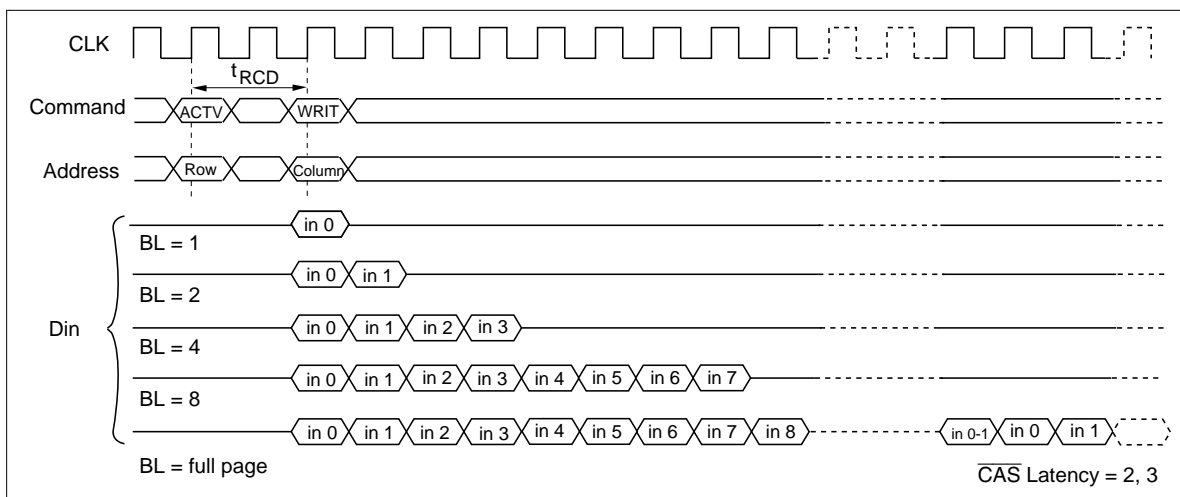 CLK
tRCD
Command ACTV WRIT
Address Row Column
in 0
BL = 1
in 0 in 1
BL = 2
Din
in 0 in 1 in 2 in 3
BL = 4
in 0 in 1 in 2 in 3 in 4 in 5 in 6 in 7
BL = 8
in 0 in 1 in 2 in 3 in 4 in 5 in 6 in 7 in 8 in 0-1 in 0 in 1
BL = full page
CAS Latency = 2, 3